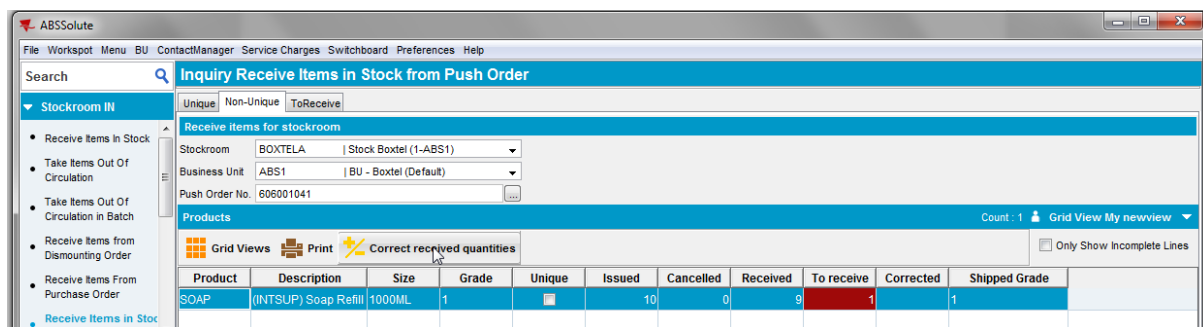 ABSSolute
File Workspot Menu BU ContactManager Service Charges Switchboard Preferences Help
Search
Inquiry Receive Items in Stock from Push Order
Stockroom IN
Unique Non-Unique ToReceive
Receive items for stockroom
Receive Items In Stock
Stockroom BOXTELA | Stock Boxtel (1-ABS1)
Take Items Out Of
Circulation
Business Unit ABS1 | BU - Boxtel (Default)
Push Order No. 606001041 ...
Take Items Out Of
Circulation in Batch
Products Count : 1 Grid View My newview
Receive Items from
Dismounting Order
Grid Views Print Correct received quantities Only Show Incomplete Lines
Receive Items From
Purchase Order
Product Description Size Grade Unique Issued Cancelled Received To receive Corrected Shipped Grade
SOAP (INTSUP) Soap Refill 1000ML 1 10 0 9 1 1
Receive Items in Stoc